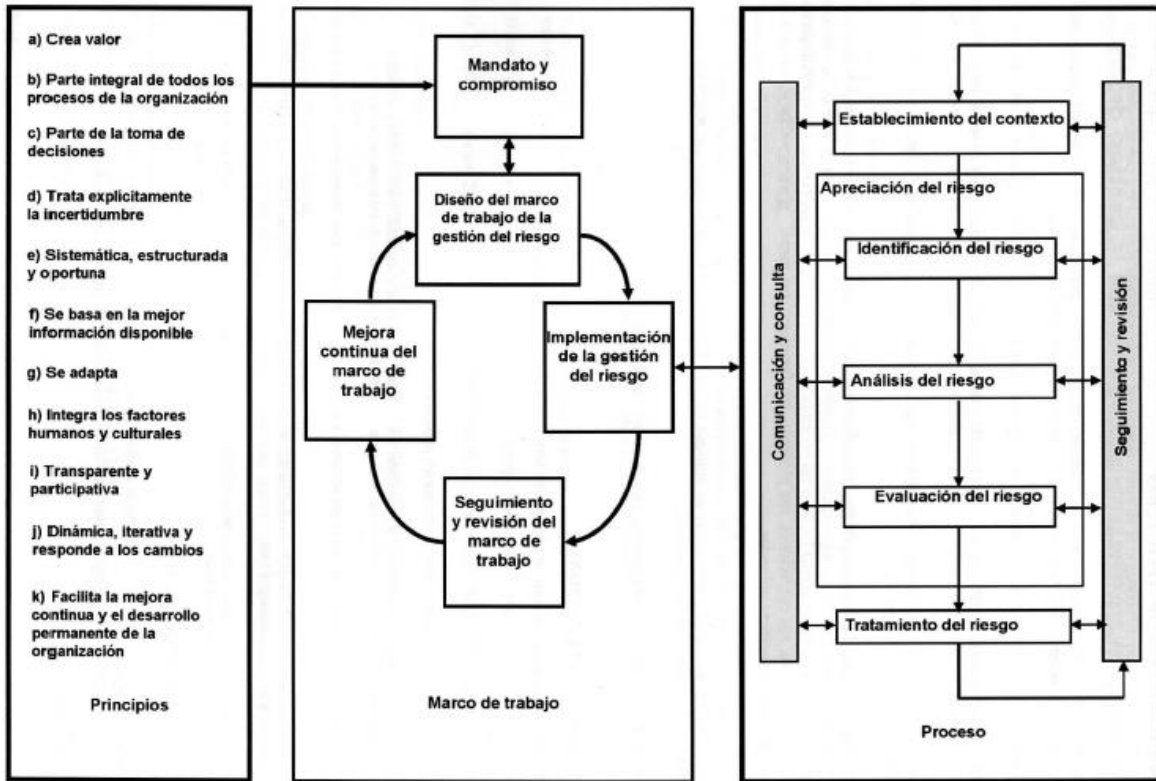 a) Crea valor
b) Parte integral de todos los
procesos de la organización
c) Parte de la toma de
decisiones
d) Trata explícitamente
la incertidumbre
e) Sistemática, estructurada
y oportuna
f) Se basa en la mejor
información disponible
g) Se adapta
h) Integra los factores
humanos y culturales
i) Transparente y
participativa
j) Dinámica, iterativa y
responde a los cambios
k) Facilita la mejora
continua y el desarrollo
permanente de la
organización
Principios
Mandato y
compromiso
Diseño del marco
de trabajo de la
gestión del riesgo
Mejora
continua del
marco de
trabajo
Implementación
de la gestión
del riesgo
Seguimiento
y revisión del
marco de
trabajo
Marco de trabajo
Comunicación y consulta
Establecimiento del contexto
Apreciación del riesgo
Identificación del riesgo
Análisis del riesgo
Evaluación del riesgo
Tratamiento del riesgo
Seguimiento y revisión
Proceso